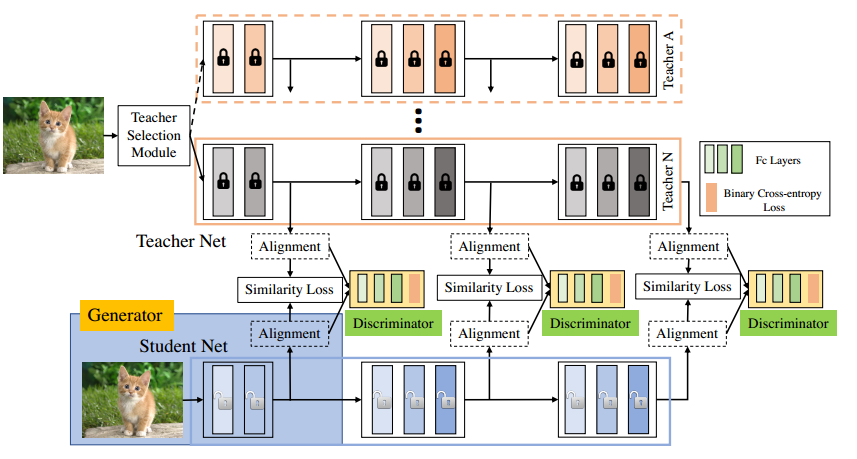 Teacher
Selection
Module
Teacher A
Teacher N
Fc Layers
Binary Cross-entropy
Loss
Teacher Net
Alignment
Alignment
Alignment
Similarity Loss
Similarity Loss
Similarity Loss
Generator
Alignment
Discriminator
Alignment
Discriminator
Alignment
Discriminator
Student Net